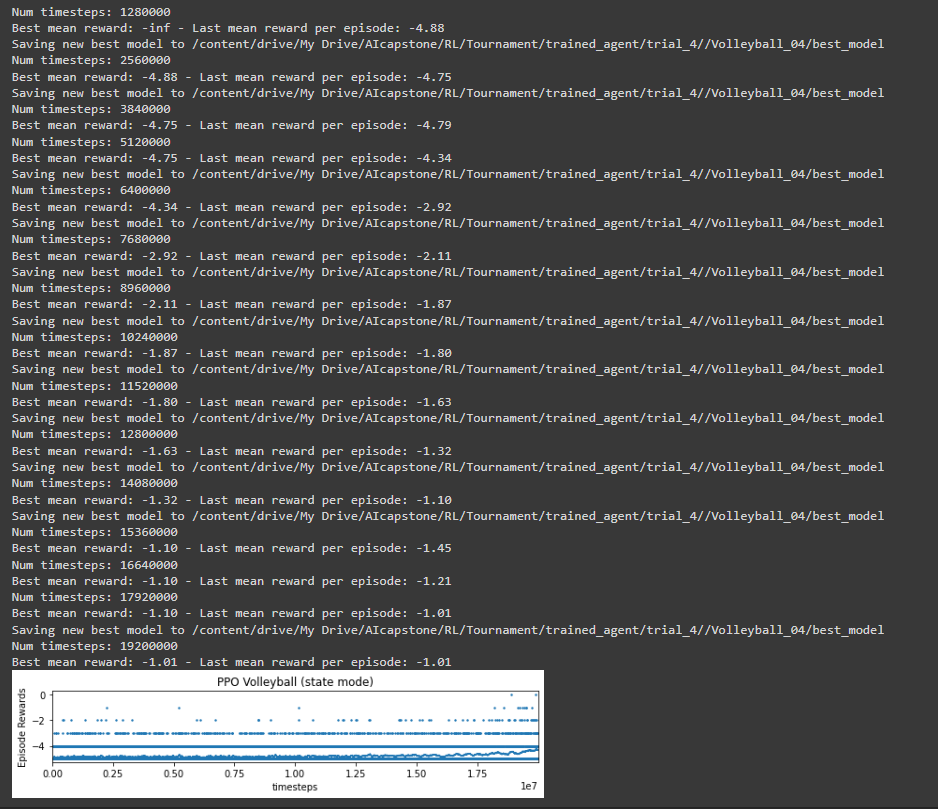 Num timesteps: 1280000
Best mean reward: -inf - Last mean reward per episode: -4.88
Saving new best model to /content/drive/My Drive/AIcapstone/RL/Tournament/trained_agent/trial_4//Volleyball_04/best_model
Num timesteps: 2560000
Best mean reward: -4.88 - Last mean reward per episode: -4.75
Saving new best model to /content/drive/My Drive/AIcapstone/RL/Tournament/trained_agent/trial_4//Volleyball_04/best_model
Num timesteps: 3840000
Best mean reward: -4.75 - Last mean reward per episode: -4.79
Num timesteps: 5120000
Best mean reward: -4.75 - Last mean reward per episode: -4.34
Saving new best model to /content/drive/My Drive/AIcapstone/RL/Tournament/trained_agent/trial_4//Volleyball_04/best_model
Num timesteps: 6400000
Best mean reward: -4.34 - Last mean reward per episode: -2.92
Saving new best model to /content/drive/My Drive/AIcapstone/RL/Tournament/trained_agent/trial_4//Volleyball_04/best_model
Num timesteps: 7680000
Best mean reward: -2.92 - Last mean reward per episode: -2.11
Saving new best model to /content/drive/My Drive/AIcapstone/RL/Tournament/trained_agent/trial_4//Volleyball_04/best_model
Num timesteps: 8960000
Best mean reward: -2.11 - Last mean reward per episode: -1.87
Saving new best model to /content/drive/My Drive/AIcapstone/RL/Tournament/trained_agent/trial_4//Volleyball_04/best_model
Num timesteps: 10240000
Best mean reward: -1.87 - Last mean reward per episode: -1.80
Saving new best model to /content/drive/My Drive/AIcapstone/RL/Tournament/trained_agent/trial_4//Volleyball_04/best_model
Num timesteps: 11520000
Best mean reward: -1.80 - Last mean reward per episode: -1.63
Saving new best model to /content/drive/My Drive/AIcapstone/RL/Tournament/trained_agent/trial_4//Volleyball_04/best_model
Num timesteps: 12800000
Best mean reward: -1.63 - Last mean reward per episode: -1.32
Saving new best model to /content/drive/My Drive/AIcapstone/RL/Tournament/trained_agent/trial_4//Volleyball_04/best_model
Num timesteps: 14080000
Best mean reward: -1.32 - Last mean reward per episode: -1.10
Saving new best model to /content/drive/My Drive/AIcapstone/RL/Tournament/trained_agent/trial_4//Volleyball_04/best_model
Num timesteps: 15360000
Best mean reward: -1.10 - Last mean reward per episode: -1.45
Num timesteps: 16640000
Best mean reward: -1.10 - Last mean reward per episode: -1.21
Num timesteps: 17920000
Best mean reward: -1.10 - Last mean reward per episode: -1.01
Saving new best model to /content/drive/My Drive/AIcapstone/RL/Tournament/trained_agent/trial_4//Volleyball_04/best_model
Num timesteps: 19200000
Best mean reward: -1.01 - Last mean reward per episode: -1.01
PPO Volleyball (state mode)
Episode Rewards
0
−2
−4
0.00 0.25 0.50 0.75 1.00 1.25 1.50 1.75
timesteps
1e7